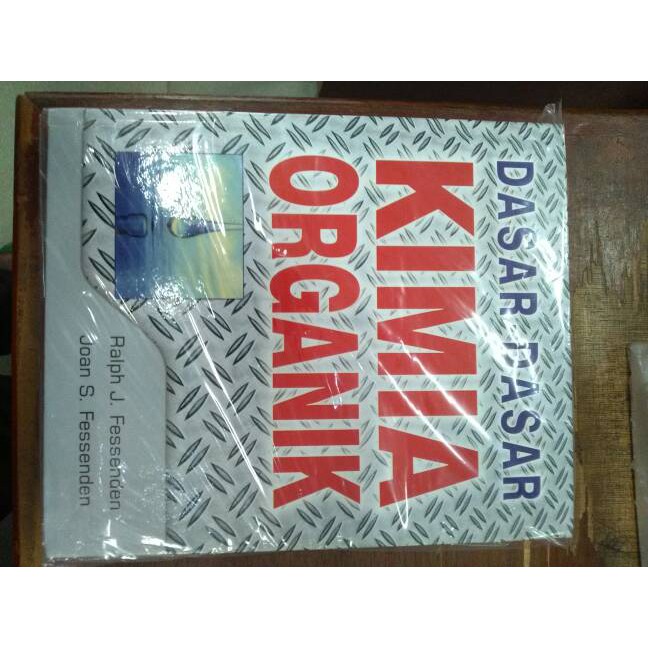 DASAR-DASAR
KIMIA
ORGANIK
Ralph J. Fessenden
Joan S. Fessenden